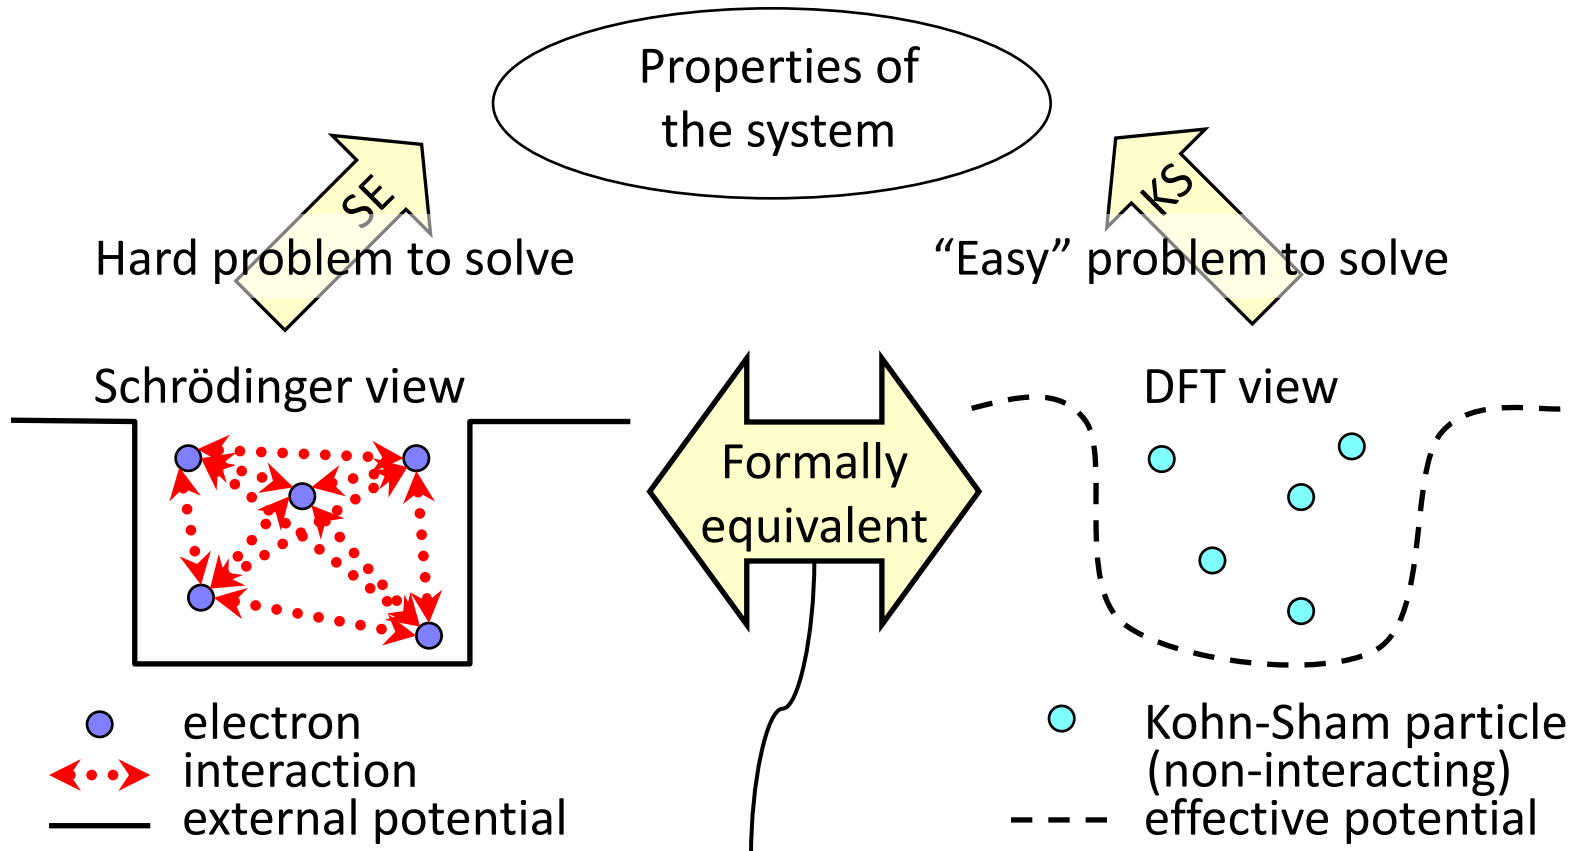 Properties of
the system
SE
KS
Hard problem to solve
“Easy” problem to solve
Schrödinger view
DFT view
Formally
equivalent
electron
interaction
external potential
Kohn-Sham particle
(non-interacting)
effective potential